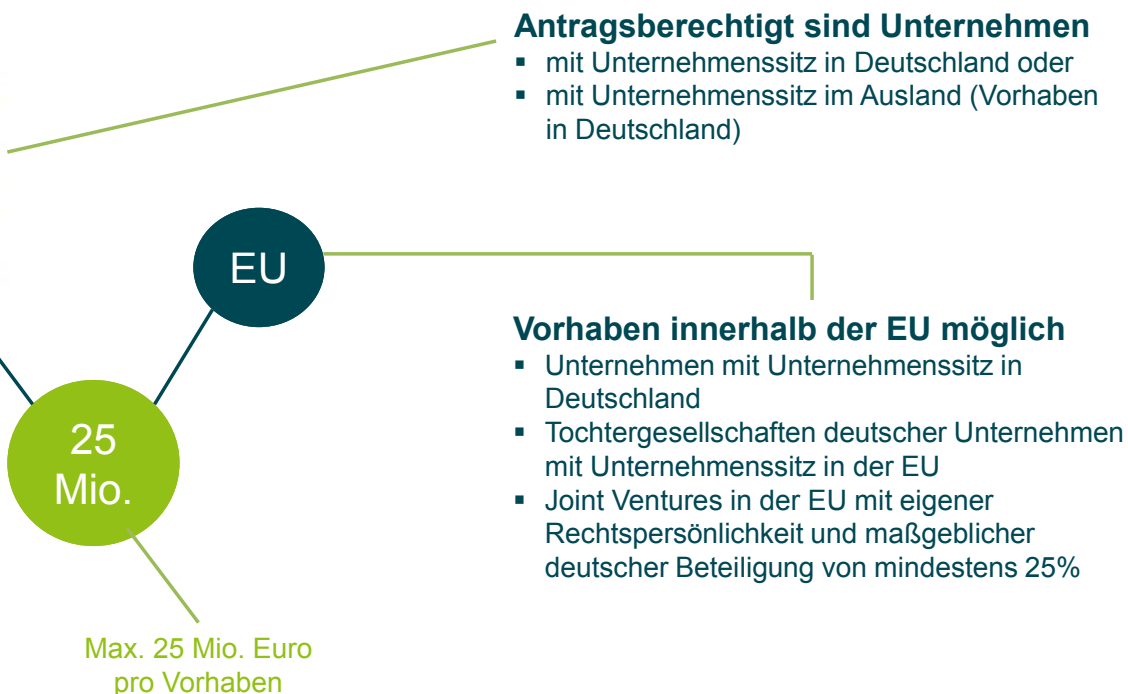 Antragsberechtigt sind Unternehmen
▪ mit Unternehmenssitz in Deutschland oder
▪ mit Unternehmenssitz im Ausland (Vorhaben
in Deutschland)
EU
Vorhaben innerhalb der EU möglich
▪ Unternehmen mit Unternehmenssitz in
Deutschland
▪ Tochtergesellschaften deutscher Unternehmen
mit Unternehmenssitz in der EU
▪ Joint Ventures in der EU mit eigener
Rechtspersönlichkeit und maßgeblicher
deutscher Beteiligung von mindestens 25%
25
Mio.
Max. 25 Mio. Euro
pro Vorhaben